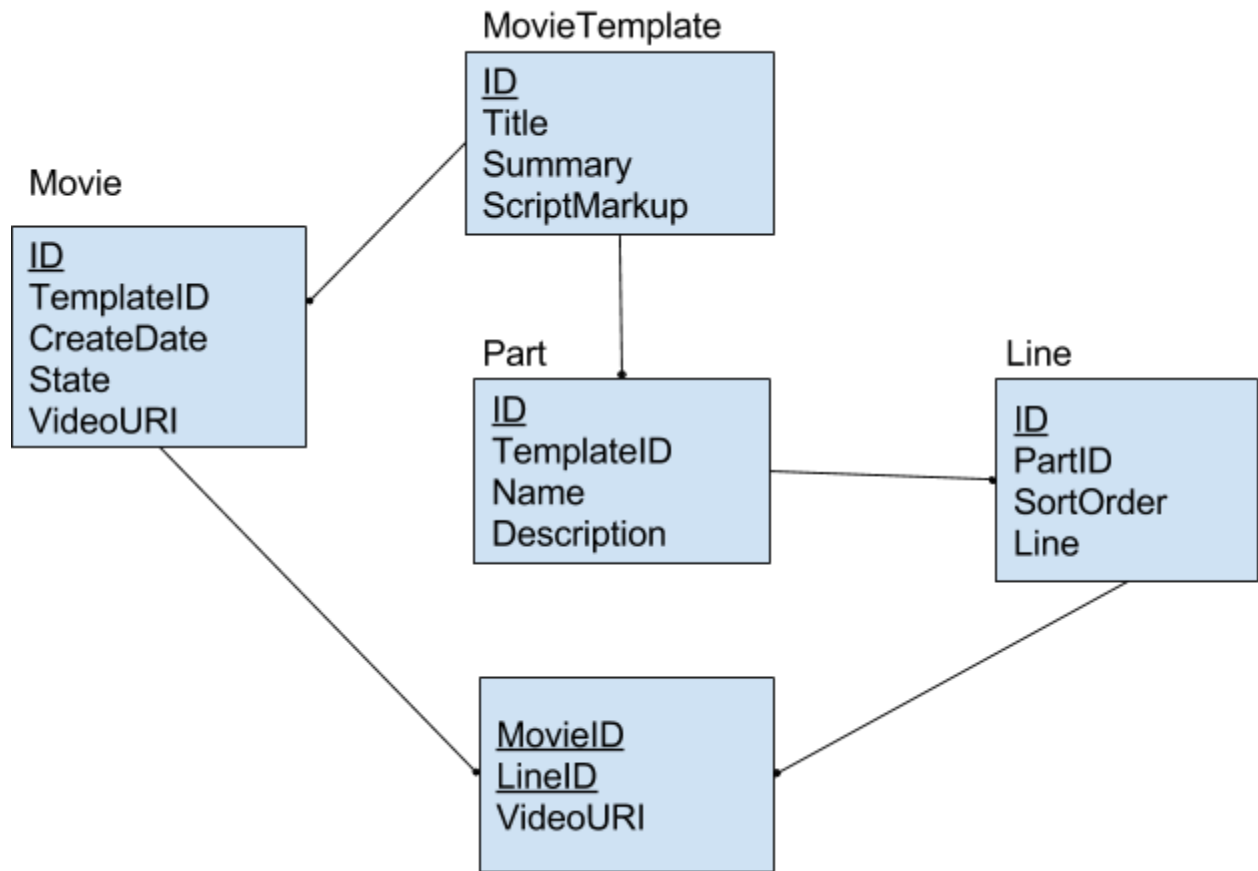 MovieTemplate
ID
Title
Summary
ScriptMarkup
Movie
ID
TemplateID
CreateDate
State
VideoURI
Part
ID
TemplateID
Name
Description
Line
ID
PartID
SortOrder
Line
MovieID
LineID
VideoURI